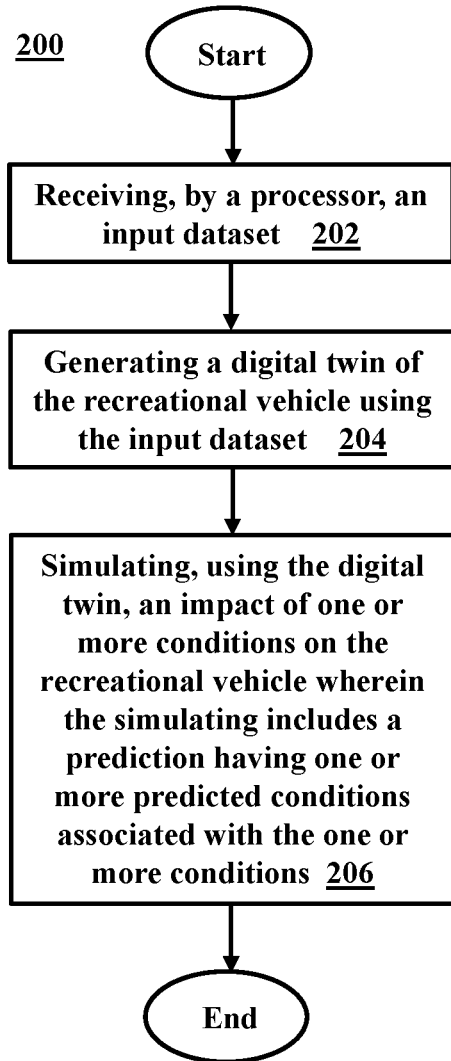 200
Start
Receiving, by a processor, an
input dataset 202
Generating a digital twin of
the recreational vehicle using
the input dataset 204
Simulating, using the digital
twin, an impact of one or
more conditions on the
recreational vehicle wherein
the simulating includes a
prediction having one or
more predicted conditions
associated with the one or
more conditions 206
End